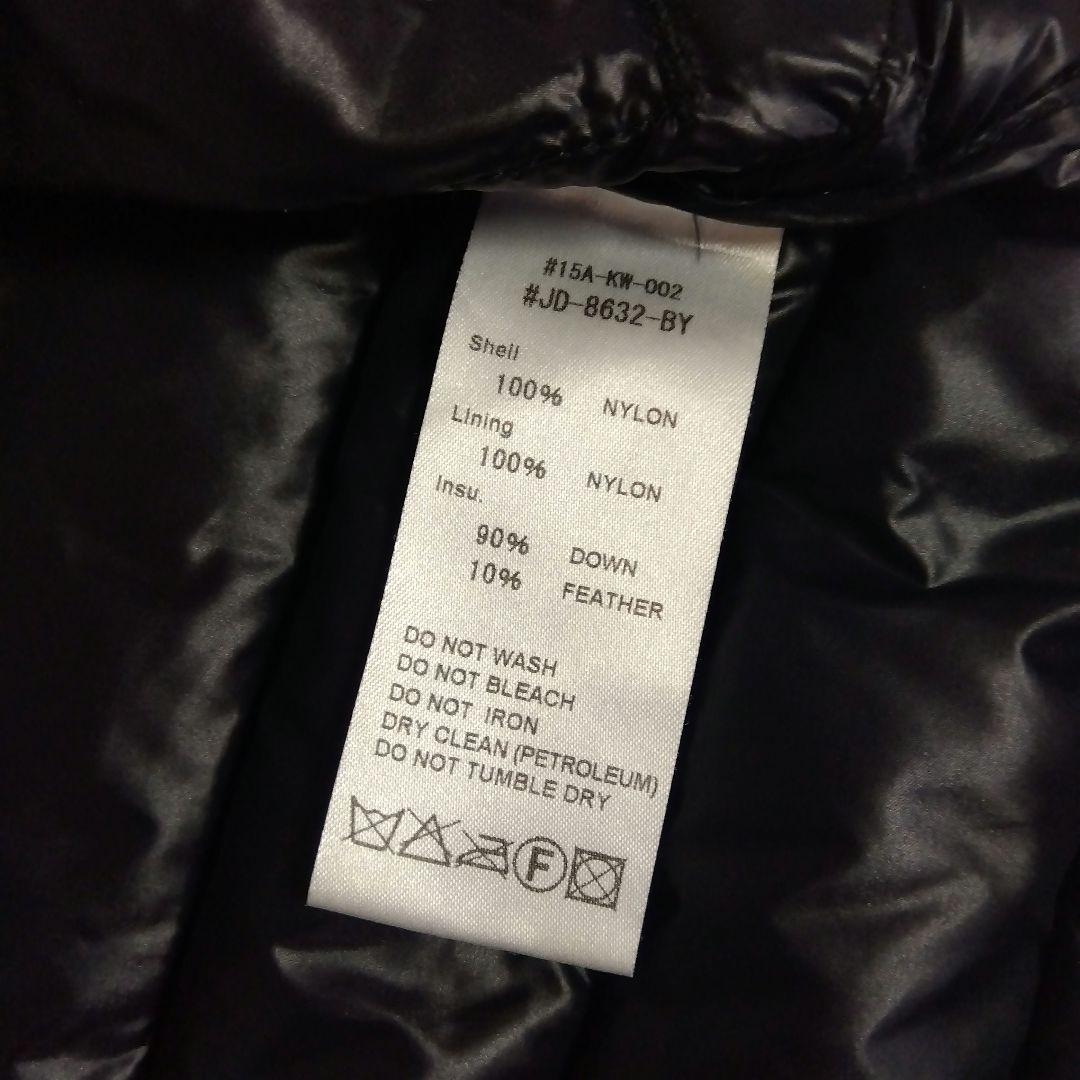 #15A-KW-002
#JD-8632-BY
Shell
100% NYLON
Lining
100% NYLON
Insu.
90% DOWN
10% FEATHER
DO NOT WASH
DO NOT BLEACH
DO NOT IRON
DRY CLEAN (PETROLEUM)
DO NOT TUMBLE DRY
F